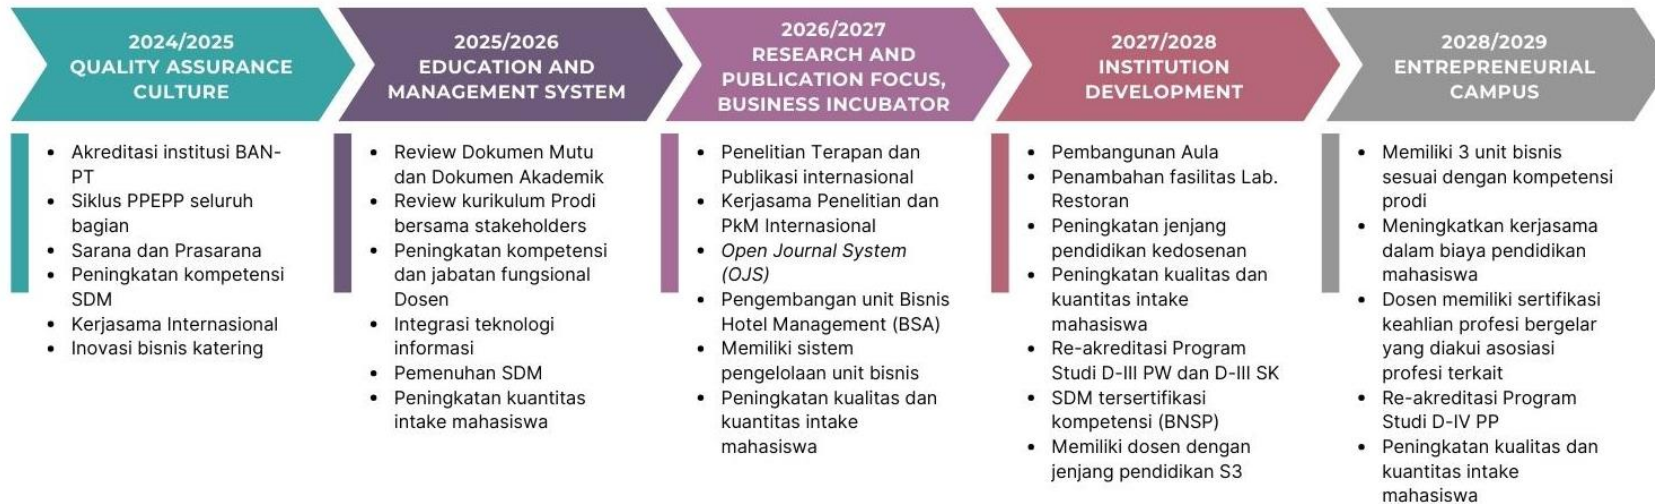 2024/2025
QUALITY ASSURANCE
CULTURE
• Akreditasi institusi BAN-
PT
• Siklus PPEPP seluruh
bagian
• Sarana dan Prasarana
• Peningkatan kompetensi
SDM
• Kerjasama Internasional
• Inovasi bisnis katering
2025/2026
EDUCATION AND
MANAGEMENT SYSTEM
• Review Dokumen Mutu
dan Dokumen Akademik
• Review kurikulum Prodi
bersama stakeholders
• Peningkatan kompetensi
dan jabatan fungsional
Dosen
• Integrasi teknologi
informasi
• Pemenuhan SDM
• Peningkatan kuantitas
intake mahasiswa
2026/2027
RESEARCH AND
PUBLICATION FOCUS,
BUSINESS INCUBATOR
• Penelitian Terapan dan
Publikasi internasional
• Kerjasama Penelitian dan
PkM Internasional
• Open Journal System
(OJS)
• Pengembangan unit Bisnis
Hotel Management (BSA)
• Memiliki sistem
pengelolaan unit bisnis
• Peningkatan kualitas dan
kuantitas intake
mahasiswa
2027/2028
INSTITUTION
DEVELOPMENT
• Pembangunan Aula
• Penambahan fasilitas Lab.
Restoran
• Peningkatan jenjang
pendidikan kedosenan
• Peningkatan kualitas dan
kuantitas intake
mahasiswa
• Re-akreditasi Program
Studi D-III PW dan D-III SK
• SDM tersertifikasi
kompetensi (BNSP)
• Memiliki dosen dengan
jenjang pendidikan S3
2028/2029
ENTREPRENEURIAL
CAMPUS
• Memiliki 3 unit bisnis
sesuai dengan kompetensi
prodi
• Meningkatkan kerjasama
dalam biaya pendidikan
mahasiswa
• Dosen memiliki sertifikasi
keahlian profesi bergelar
yang diakui asosiasi
profesi terkait
• Re-akreditasi Program
Studi D-IV PP
• Peningkatan kualitas dan
kuantitas intake
mahasiswa